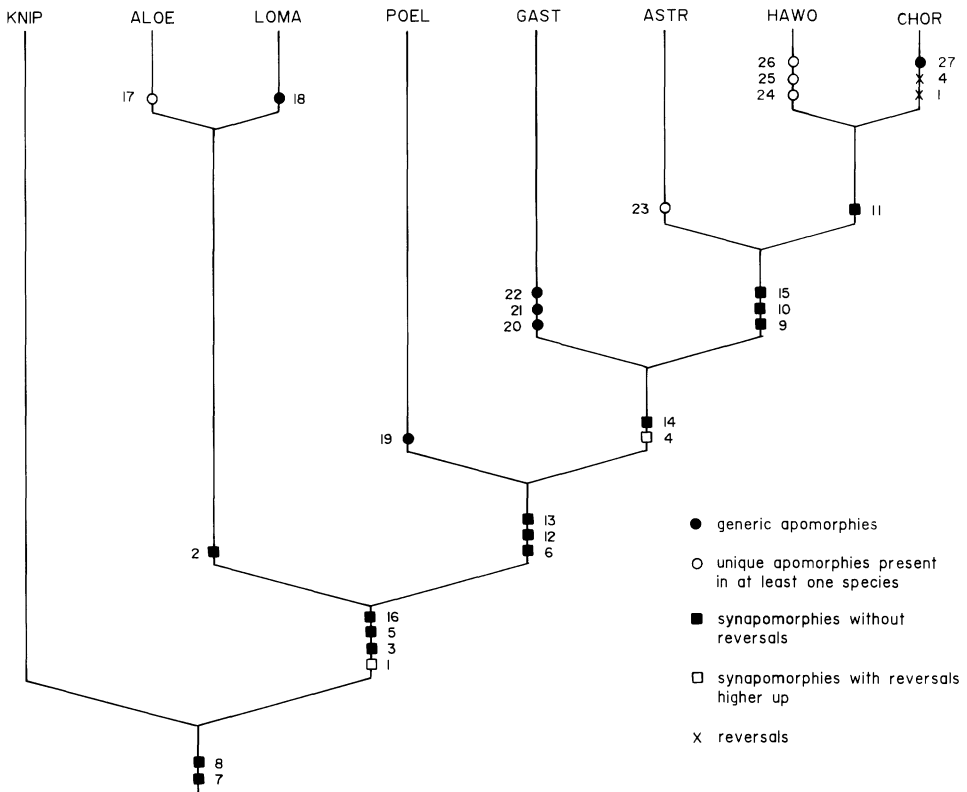 KNIP ALOE LOMA POEL GAST ASTR HAWO CHOR
26 27
25 4
24 1
17 18
23 11
22 15
21 10
20 9
14
19 4
13
12
2 6
16
5
3
1
8
7
generic apomorphies
unique apomorphies present
in at least one species
synapomorphies without
reversals
synapomorphies with reversals
higher up
x reversals